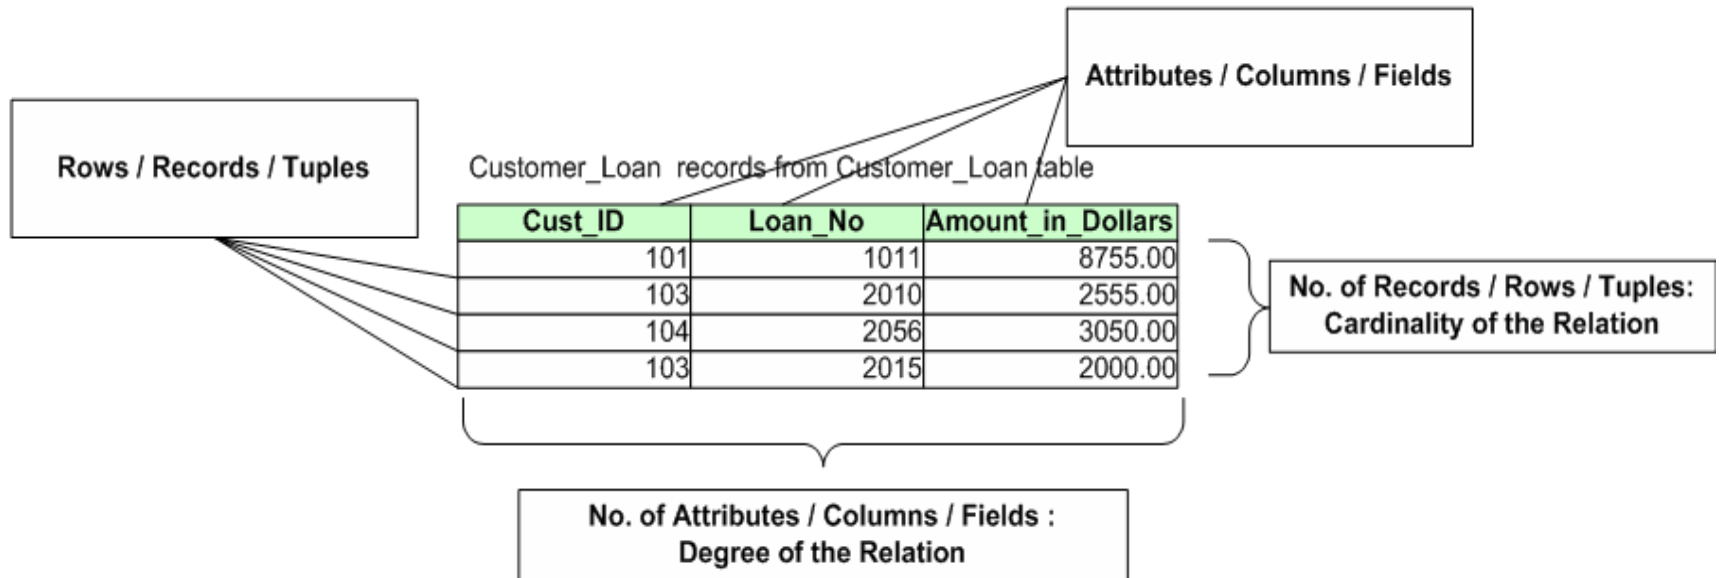 Attributes / Columns / Fields
Rows / Records / Tuples
Customer_Loan records from Customer_Loan table
Cust_ID Loan_No Amount_in_Dollars
101 1011 8755.00
103 2010 2555.00
104 2056 3050.00
103 2015 2000.00
No. of Records / Rows / Tuples:
Cardinality of the Relation
No. of Attributes / Columns / Fields :
Degree of the Relation